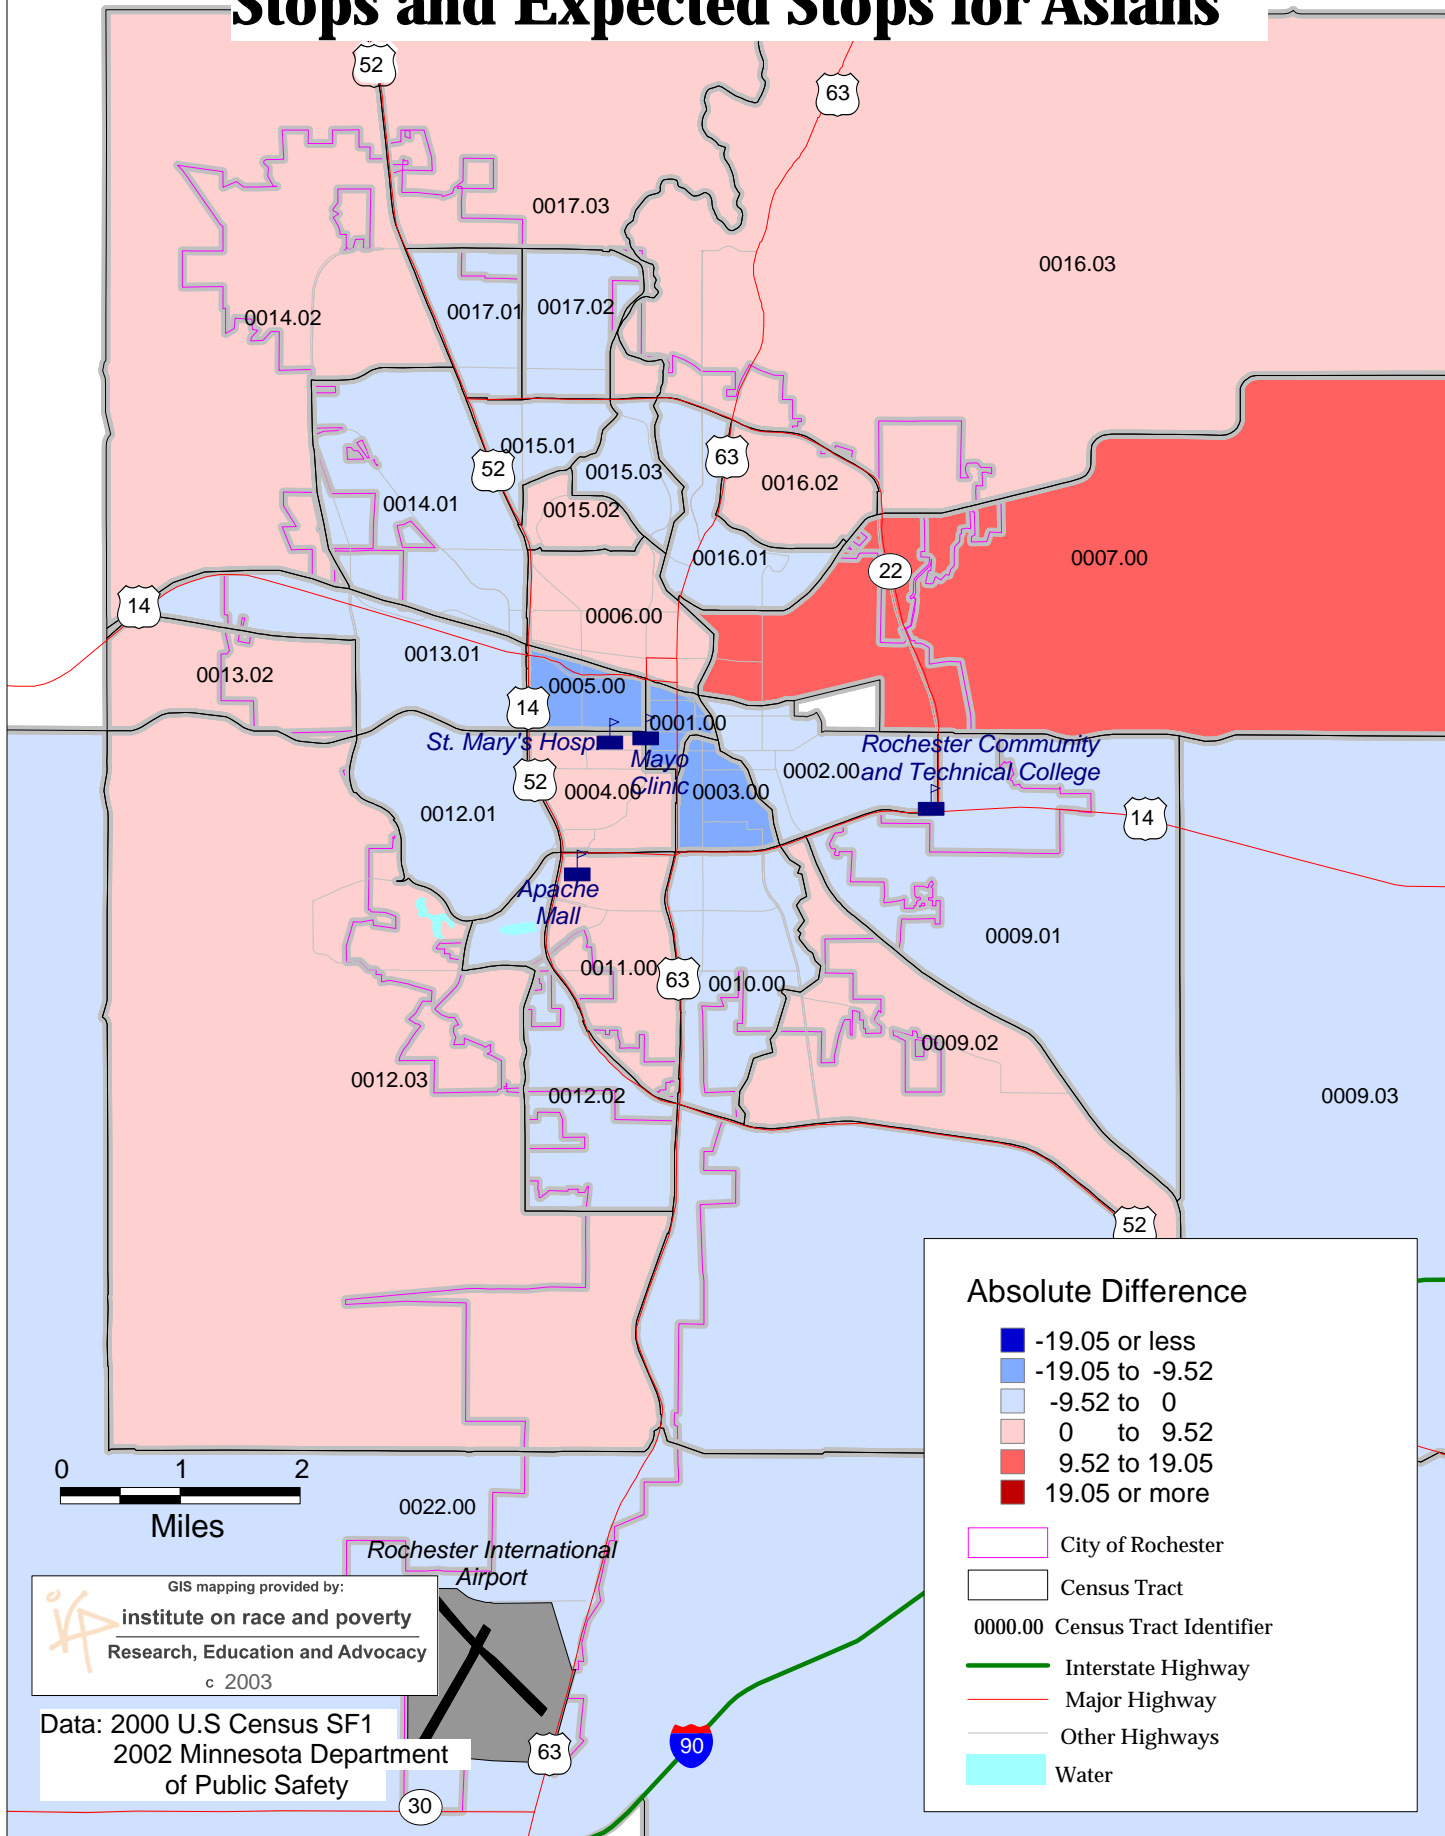 Stops and Expected Stops for Asians
52
63
0017.03
0016.03
0017.01
0017.02
0014.02
0015.01
63
52
0015.03
0016.02
0014.01
0015.02
0016.01
0007.00
22
14
0006.00
0013.01
0013.02
0005.00
14
0001.00
St. Mary's Hosp
Rochester Community
and Technical College
Mayo
Clinic
0002.00
52
0004.00
0003.00
0012.01
14
Apache
Mall
0009.01
0011.00
63
0010.00
0009.02
0012.03
0012.02
0009.03
52
Absolute Difference
-19.05 or less
-19.05 to -9.52
-9.52 to 0
0 to 9.52
9.52 to 19.05
19.05 or more
City of Rochester
Census Tract
0000.00 Census Tract Identifier
Interstate Highway
Major Highway
Other Highways
Water
0 1 2
Miles
0022.00
Rochester International
Airport
GIS mapping provided by:
irp
institute on race and poverty
Research, Education and Advocacy
c 2003
Data: 2000 U.S Census SF1
2002 Minnesota Department
of Public Safety
63
90
30